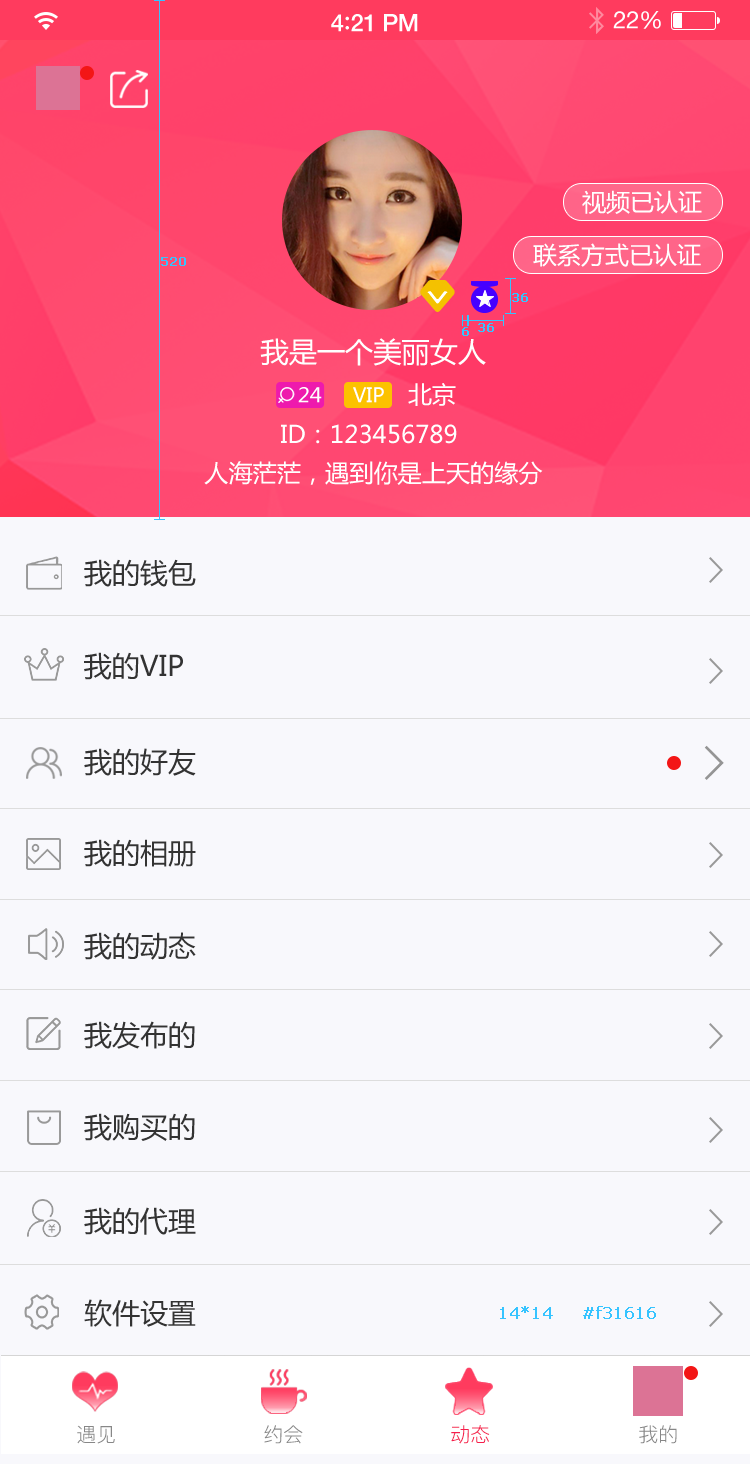 4:21 PM
22%
520
视频已认证
联系方式已认证
36
6 36
我是一个美丽女人
24 VIP 北京
ID：123456789
人海茫茫，遇到你是上天的缘分
我的钱包
我的VIP
我的好友
我的相册
我的动态
我发布的
我购买的
我的代理
¥
软件设置 14*14 #f31616
遇见 约会 动态 我的